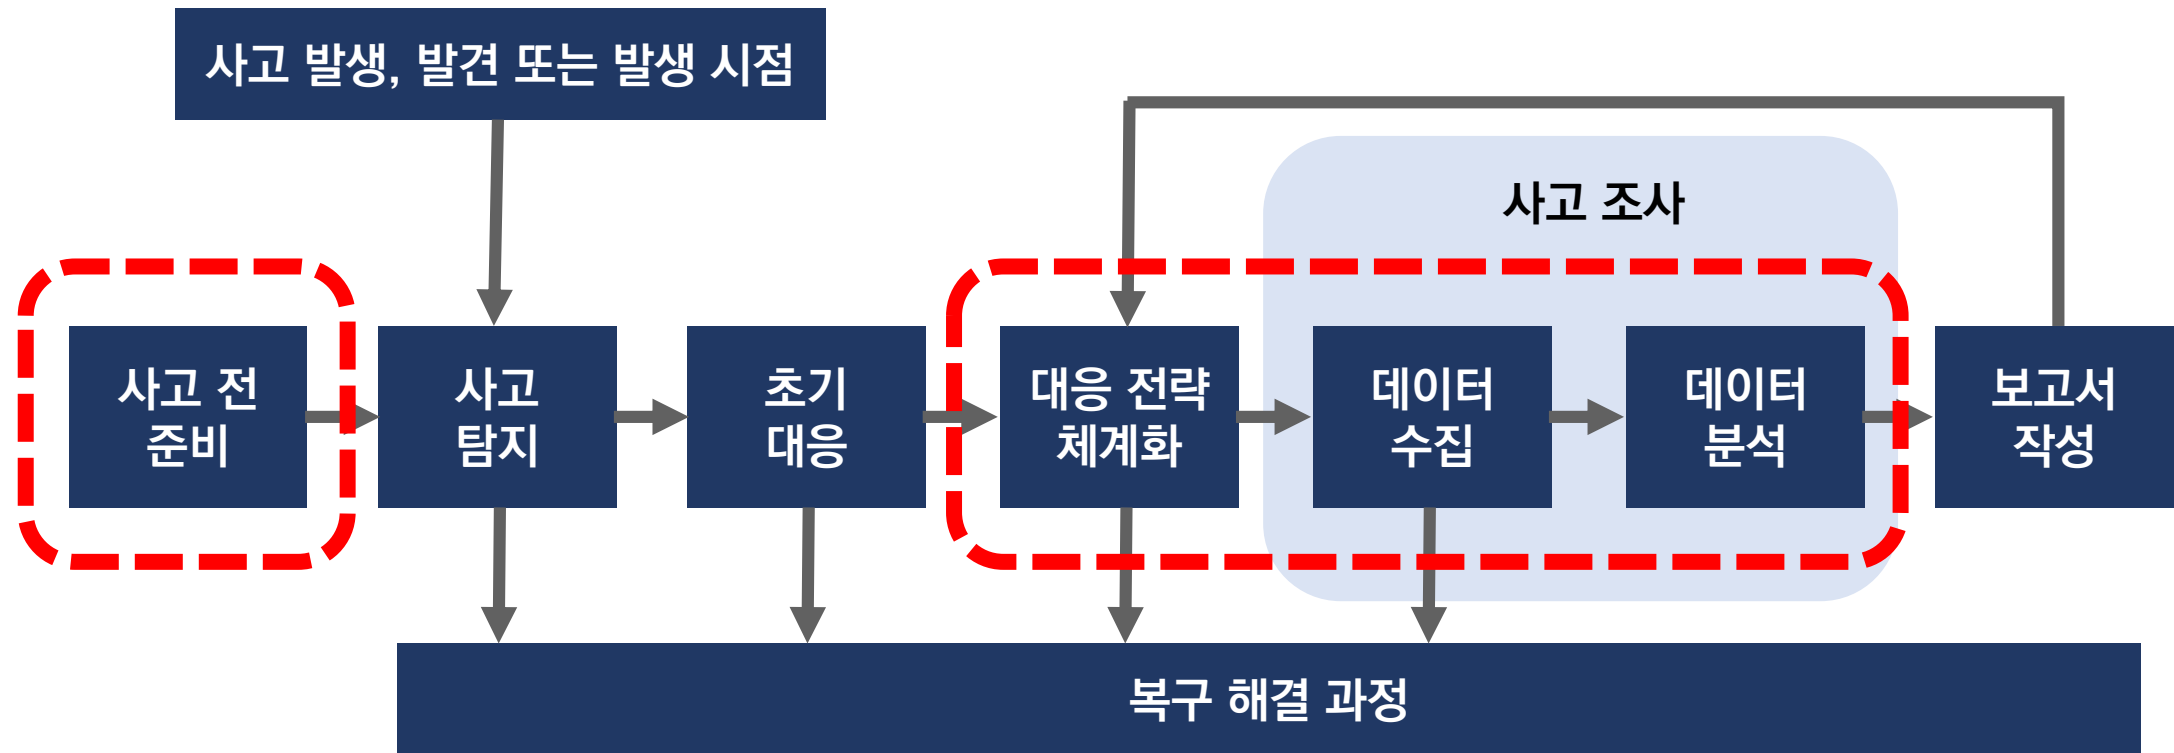 사고 발생, 발견 또는 발생 시점
사고 조사
사고 전
준비
사고
탐지
초기
대응
대응 전략
체계화
데이터
수집
데이터
분석
보고서
작성
복구 해결 과정